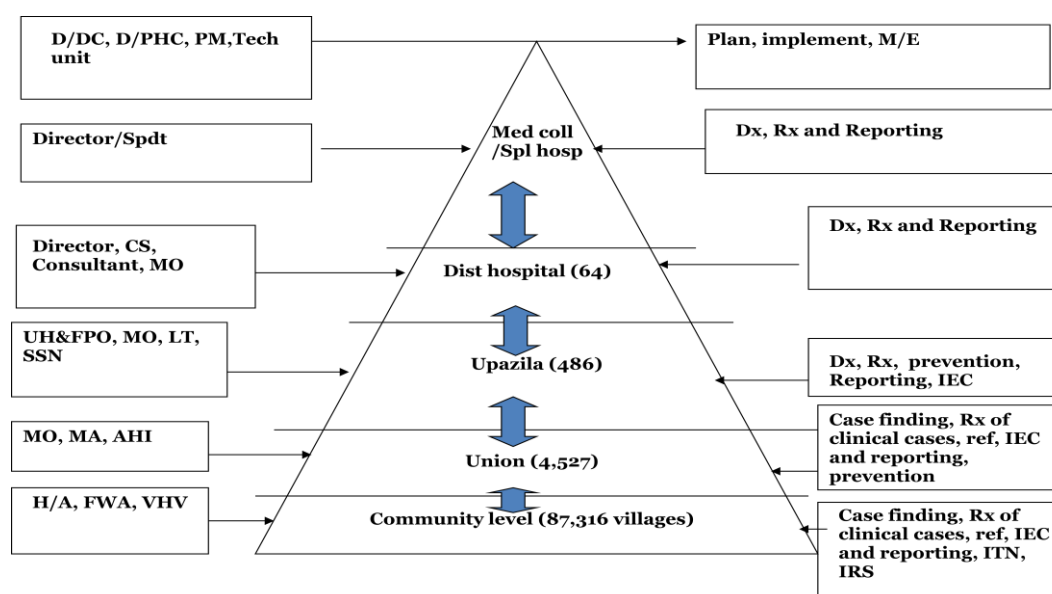 D/DC, D/PHC, PM,Tech
unit
Plan, implement, M/E
Director/Spdt
Med coll
/Spl hosp
Dx, Rx and Reporting
Director, CS,
Consultant, MO
Dist hospital (64)
Dx, Rx and Reporting
UH&FPO, MO, LT,
SSN
Upazila (486)
Dx, Rx,  prevention,
Reporting, IEC
MO, MA, AHI
Union (4,527)
Case finding, Rx of
clinical cases, ref, IEC
and reporting,
prevention
H/A, FWA, VHV
Community level (87,316 villages)
Case finding, Rx of
clinical cases, ref, IEC
and reporting, ITN,
IRS